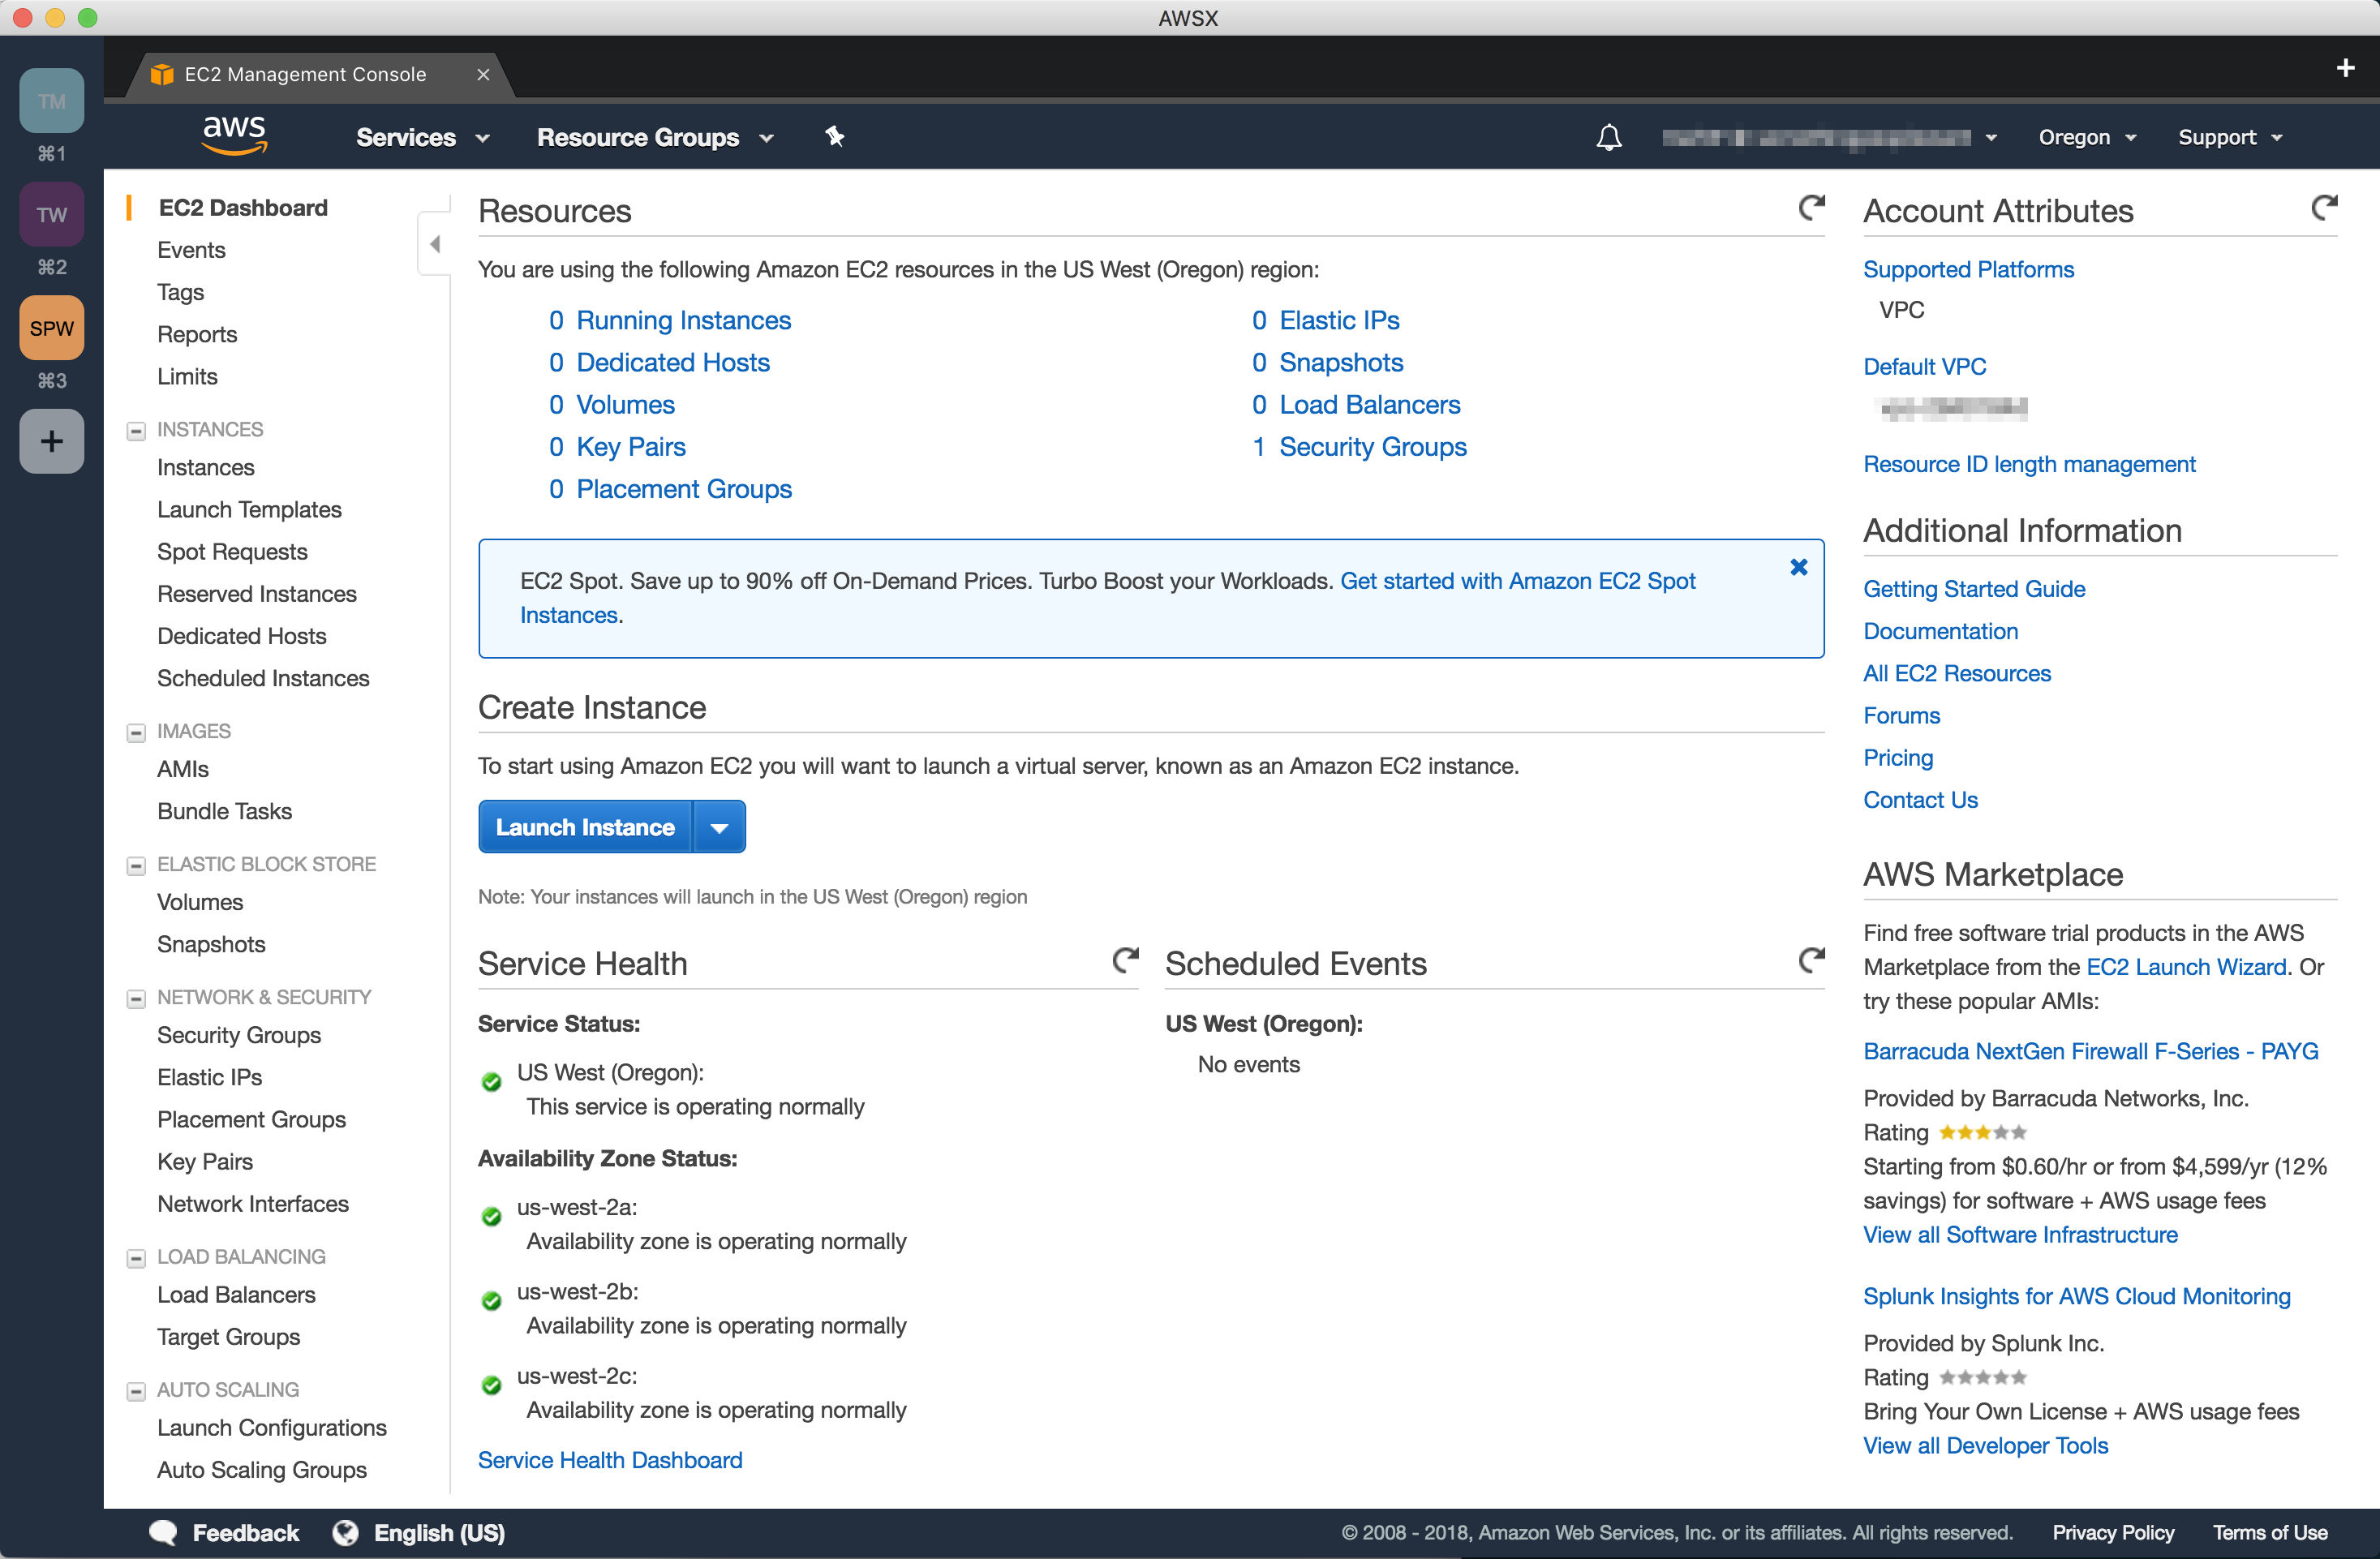 AWSX
TM
⌘1
TW
⌘2
SPW
⌘3
EC2 Management Console
aws
Services
Resource Groups
Oregon
Support
EC2 Dashboard
Events
Tags
Reports
Limits
INSTANCES
Instances
Launch Templates
Spot Requests
Reserved Instances
Dedicated Hosts
Scheduled Instances
IMAGES
AMIs
Bundle Tasks
ELASTIC BLOCK STORE
Volumes
Snapshots
NETWORK & SECURITY
Security Groups
Elastic IPs
Placement Groups
Key Pairs
Network Interfaces
LOAD BALANCING
Load Balancers
Target Groups
AUTO SCALING
Launch Configurations
Auto Scaling Groups
Resources
You are using the following Amazon EC2 resources in the US West (Oregon) region:
0 Running Instances
0 Dedicated Hosts
0 Volumes
0 Key Pairs
0 Placement Groups
0 Elastic IPs
0 Snapshots
0 Load Balancers
1 Security Groups
EC2 Spot. Save up to 90% off On-Demand Prices. Turbo Boost your Workloads. Get started with Amazon EC2 Spot
Instances.
Create Instance
To start using Amazon EC2 you will want to launch a virtual server, known as an Amazon EC2 instance.
Launch Instance
Note: Your instances will launch in the US West (Oregon) region
Service Health
Service Status:
US West (Oregon):
This service is operating normally
Availability Zone Status:
us-west-2a:
Availability zone is operating normally
us-west-2b:
Availability zone is operating normally
us-west-2c:
Availability zone is operating normally
Service Health Dashboard
Scheduled Events
US West (Oregon):
No events
Account Attributes
Supported Platforms
VPC
Default VPC
Resource ID length management
Additional Information
Getting Started Guide
Documentation
All EC2 Resources
Forums
Pricing
Contact Us
AWS Marketplace
Find free software trial products in the AWS
Marketplace from the EC2 Launch Wizard. Or
try these popular AMIs:
Barracuda NextGen Firewall F-Series - PAYG
Provided by Barracuda Networks, Inc.
Rating
Starting from $0.60/hr or from $4,599/yr (12%
savings) for software + AWS usage fees
View all Software Infrastructure
Splunk Insights for AWS Cloud Monitoring
Provided by Splunk Inc.
Rating
Bring Your Own License + AWS usage fees
View all Developer Tools
Feedback
English (US)
© 2008 - 2018, Amazon Web Services, Inc. or its affiliates. All rights reserved.
Privacy Policy
Terms of Use